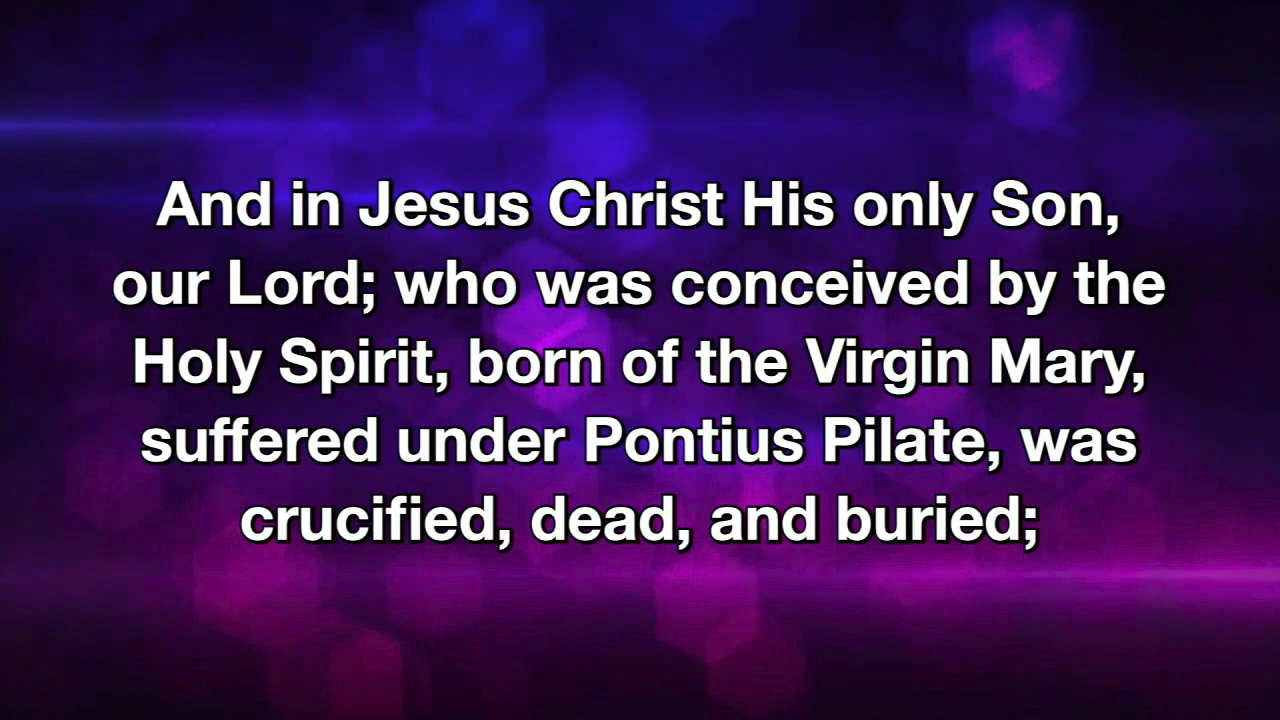 And in Jesus Christ His only Son,
our Lord; who was conceived by the
Holy Spirit, born of the Virgin Mary,
suffered under Pontius Pilate, was
crucified, dead, and buried;